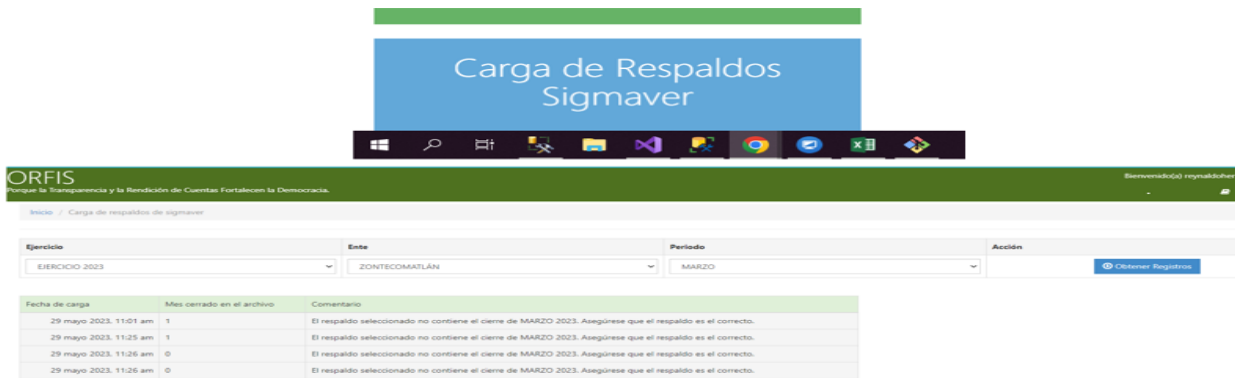 Carga de Respaldos
Sigmaver
ORFIS
Porque la Transparencia y la Rendición de Cuentas Fortalecen la Democracia.
Bienvenido(a) reynaldoher
Inicio / Carga de respaldos de sigmaver
Ejercicio Ente Periodo Acción
EJERCICIO 2023 ZONTECOMATLÁN MARZO Obtener Registros
Fecha de carga Mes cerrado en el archivo Comentario
29 mayo 2023, 11:01 am 1 El respaldo seleccionado no contiene el cierre de MARZO 2023. Asegúrese que el respaldo es el correcto.
29 mayo 2023, 11:25 am 1 El respaldo seleccionado no contiene el cierre de MARZO 2023. Asegúrese que el respaldo es el correcto.
29 mayo 2023, 11:26 am 0 El respaldo seleccionado no contiene el cierre de MARZO 2023. Asegúrese que el respaldo es el correcto.
29 mayo 2023, 11:26 am 0 El respaldo seleccionado no contiene el cierre de MARZO 2023. Asegúrese que el respaldo es el correcto.